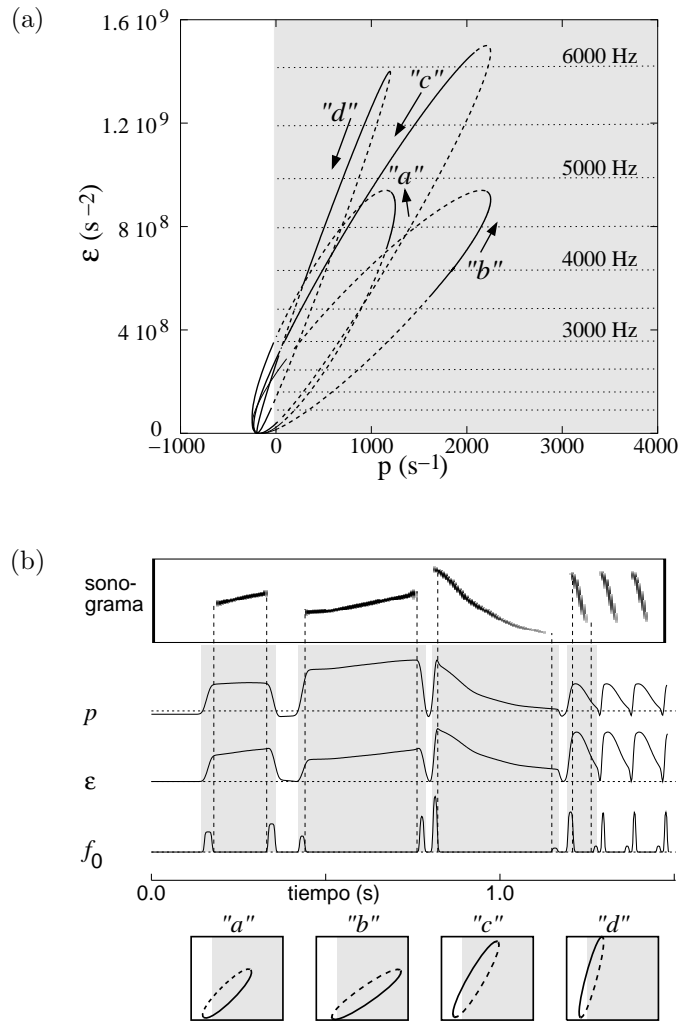 (a)
1.6 10⁹
1.2 10⁹
8 10⁸
4 10⁸
0
ε (s⁻²)
6000 Hz
5000 Hz
4000 Hz
3000 Hz
"d"
"c"
"a"
"b"
−1000 0 1000 2000 3000 4000
p (s⁻¹)
(b)
sono-
grama
p
ε
f₀
0.0 tiempo (s) 1.0
"a" "b" "c" "d"